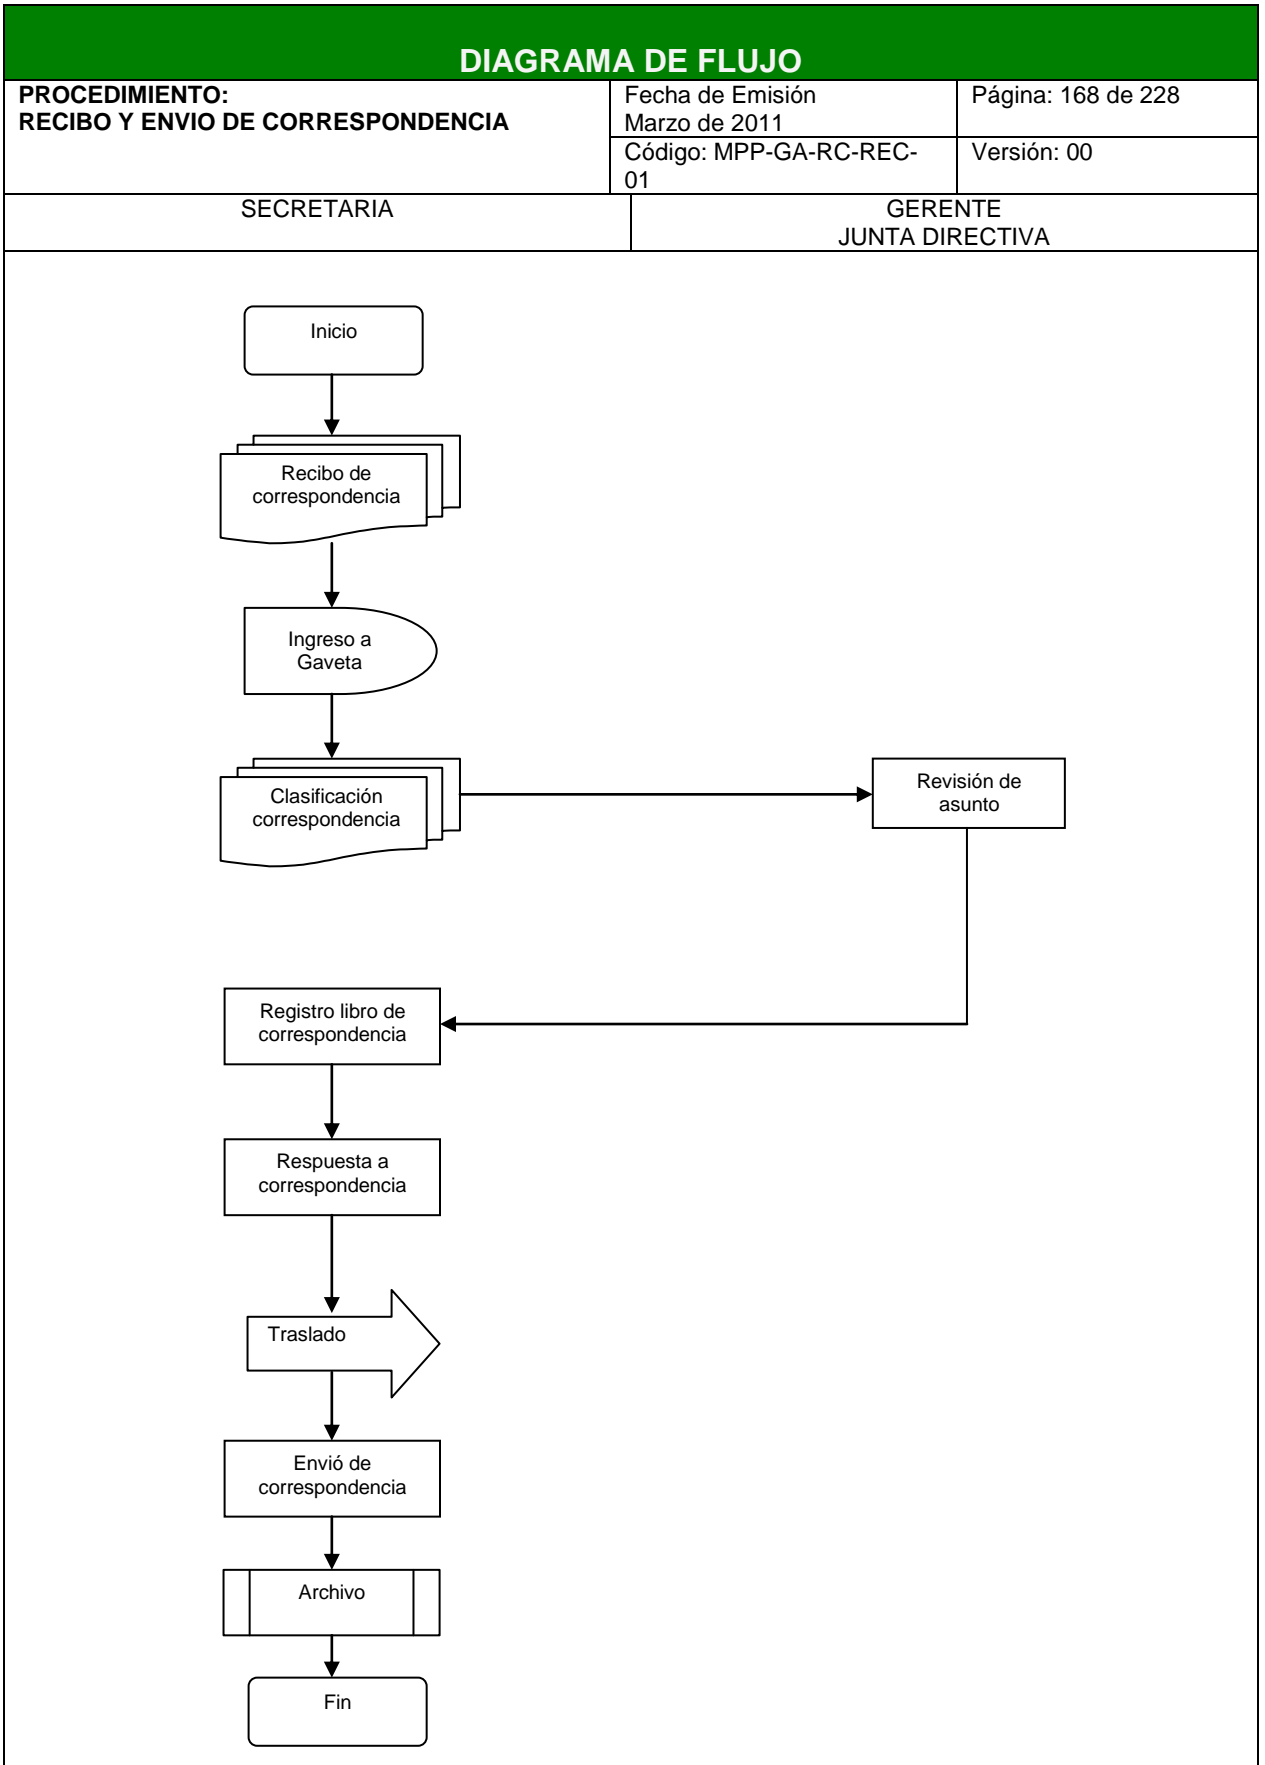 DIAGRAMA DE FLUJO
PROCEDIMIENTO:
RECIBO Y ENVIO DE CORRESPONDENCIA
Fecha de Emisión
Marzo de 2011
Página: 168 de 228
Código: MPP-GA-RC-REC-
01
Versión: 00
SECRETARIA
GERENTE
JUNTA DIRECTIVA
Inicio
Recibo de
correspondencia
Ingreso a
Gaveta
Clasificación
correspondencia
Revisión de
asunto
Registro libro de
correspondencia
Respuesta a
correspondencia
Traslado
Envió de
correspondencia
Archivo
Fin